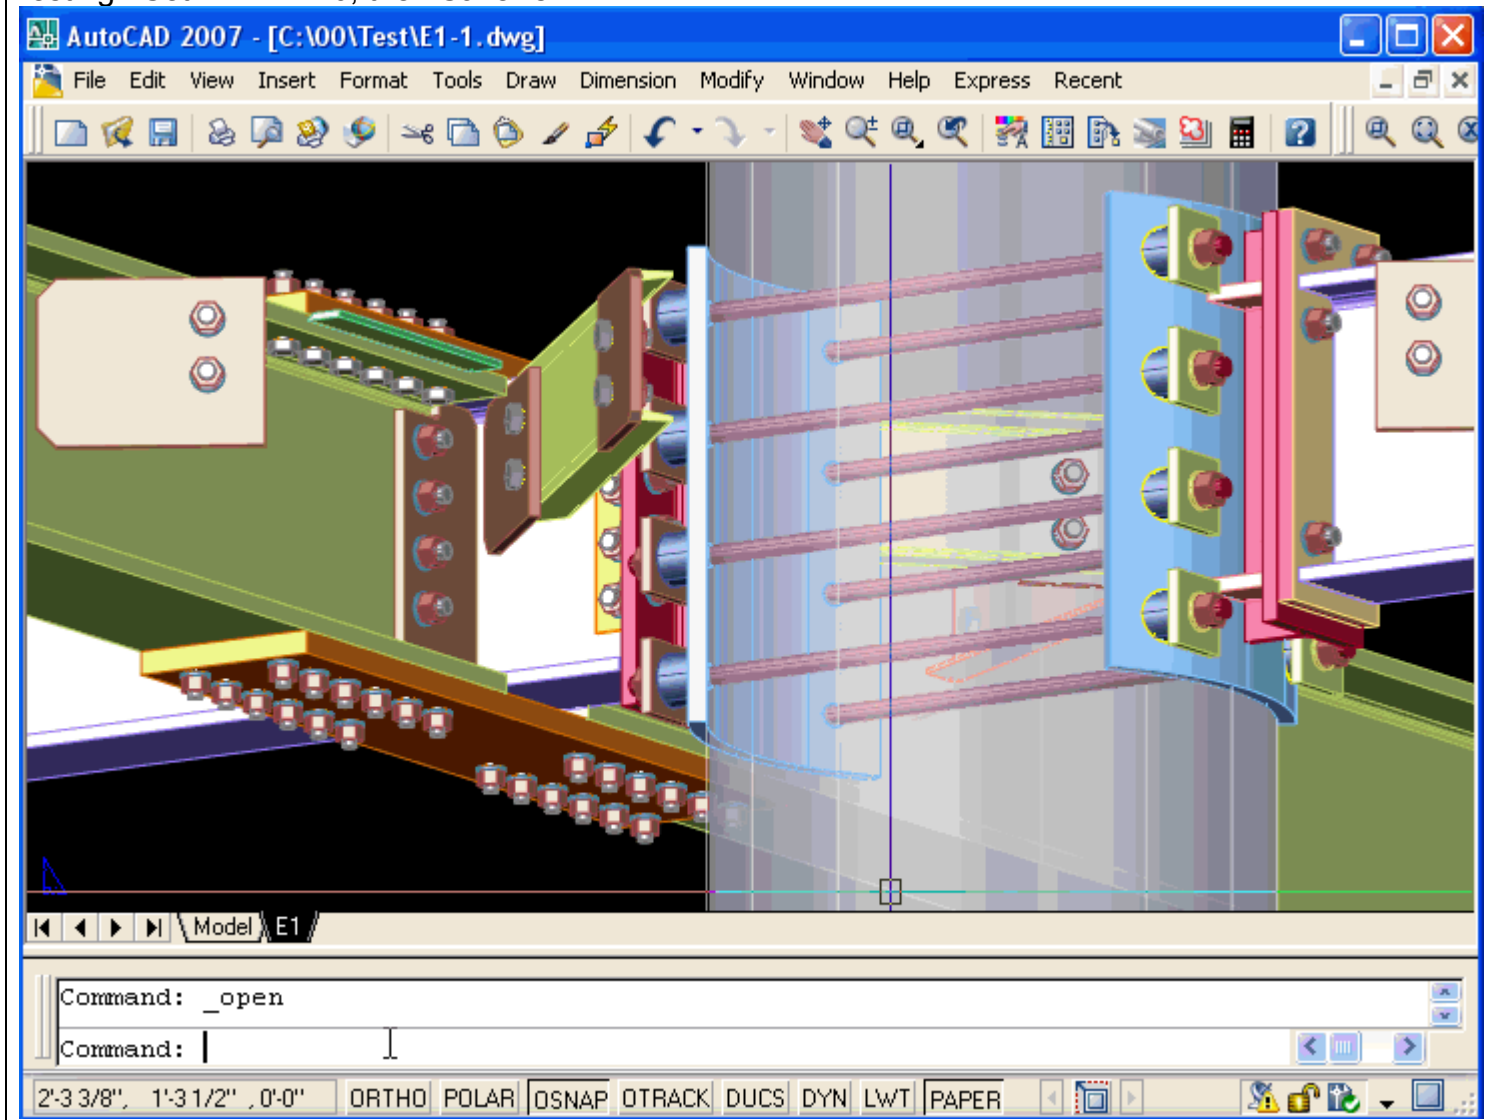 AutoCAD 2007 - [C:\00\Test\E1-1.dwg]
File Edit View Insert Format Tools Draw Dimension Modify Window Help Express Recent
Model E1
Command: _open
Command:
2'-3 3/8", 1'-3 1/2" , 0'-0" ORTHO POLAR OSNAP OTRACK DUCS DYN LWT PAPER